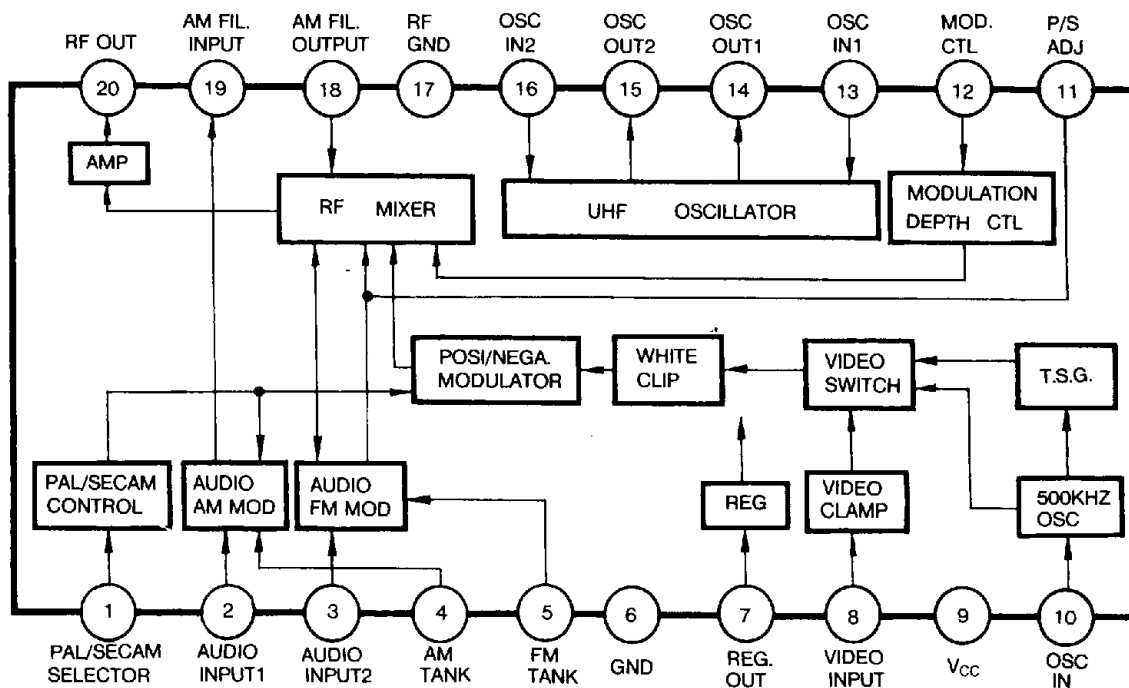 RF OUT
AM FIL.
INPUT
AM FIL.
OUTPUT
RF
GND
OSC
IN2
OSC
OUT2
OSC
OUT1
OSC
IN1
MOD.
CTL
P/S
ADJ
20
19
18
17
16
15
14
13
12
11
AMP
RF MIXER
UHF OSCILLATOR
MODULATION
DEPTH CTL
POSI/NEGA.
MODULATOR
WHITE
CLIP
VIDEO
SWITCH
T.S.G.
PAL/SECAM
CONTROL
AUDIO
AM MOD
AUDIO
FM MOD
REG
VIDEO
CLAMP
500KHZ
OSC
1
2
3
4
5
6
7
8
9
10
PAL/SECAM
SELECTOR
AUDIO
INPUT1
AUDIO
INPUT2
AM
TANK
FM
TANK
GND
REG.
OUT
VIDEO
INPUT
VCC
OSC
IN